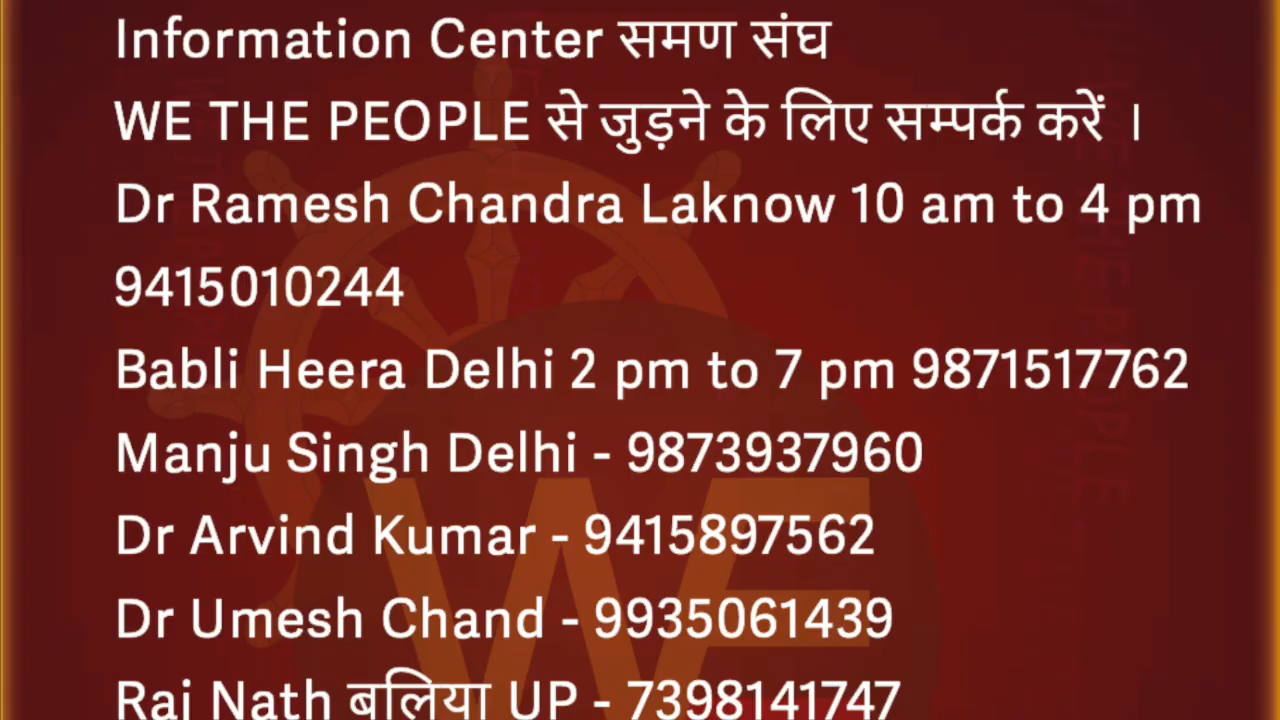 Information Center समण संघ
WE THE PEOPLE से जुड़ने के लिए सम्पर्क करें ।
Dr Ramesh Chandra Laknow 10 am to 4 pm
9415010244
Babli Heera Delhi 2 pm to 7 pm 9871517762
Manju Singh Delhi - 9873937960
Dr Arvind Kumar - 9415897562
Dr Umesh Chand - 9935061439
Raj Nath बलिया UP - 7398141747
WE